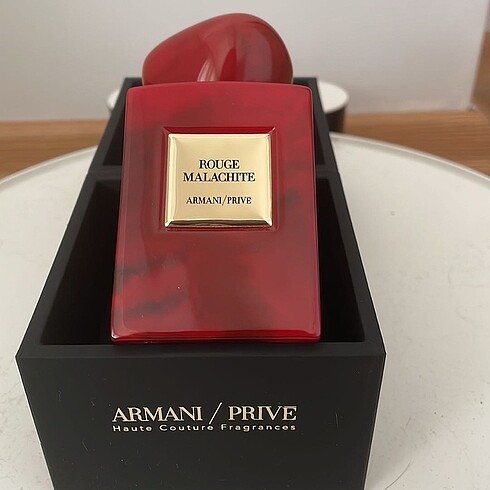 ROUGE
MALACHITE
ARMANI/PRIVE
ARMANI / PRIVE
Haute Couture Fragrances